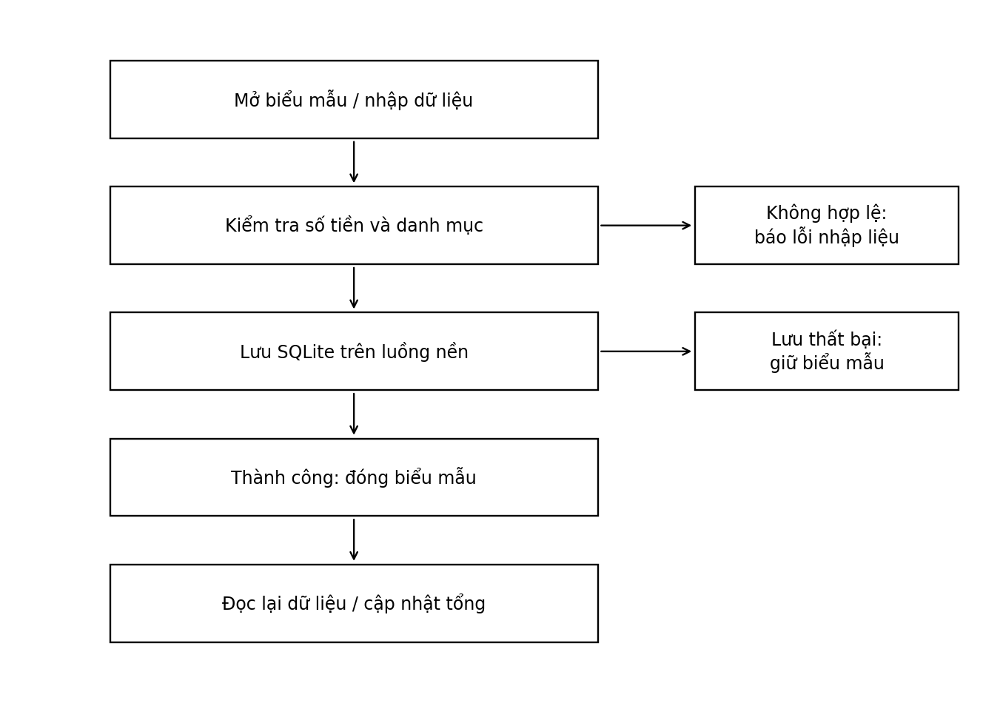 Mở biểu mẫu / nhập dữ liệu
Kiểm tra số tiền và danh mục
Không hợp lệ:
báo lỗi nhập liệu
Lưu SQLite trên luồng nền
Lưu thất bại:
giữ biểu mẫu
Thành công: đóng biểu mẫu
Đọc lại dữ liệu / cập nhật tổng